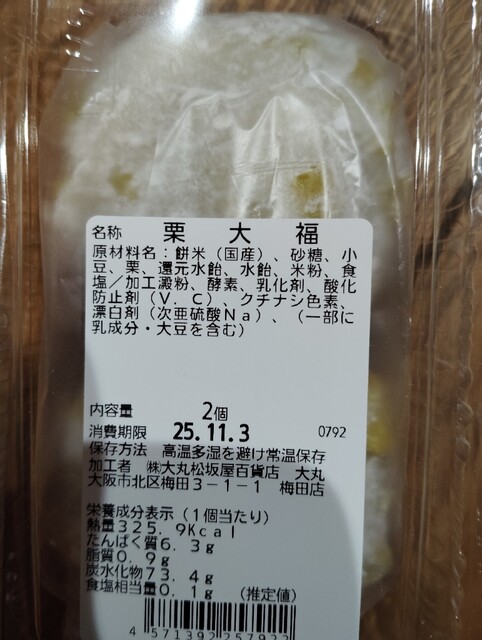 名称 栗大福
原材料名：餅米（国産）、砂糖、小
豆、栗、還元水飴、水飴、米粉、食
塩／加工澱粉、酵素、乳化剤、酸化
防止剤（Ｖ．Ｃ）、クチナシ色素、
漂白剤（次亜硫酸Ｎａ）、（一部に
乳成分・大豆を含む）
内容量 2個
消費期限 25.11.3 0792
保存方法 高温多湿を避け常温保存
加工者 ㈱大丸松坂屋百貨店 大丸
大阪市北区梅田３－１－１ 梅田店
栄養成分表示（１個当たり）
熱量３２５．９Ｋｃａｌ
たんぱく質６．３ｇ
脂質０．９ｇ
炭水化物７３．４ｇ
食塩相当量０．１ｇ （推定値）